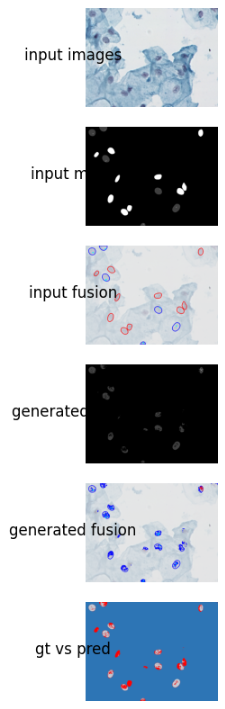 input images
input m
input fusion
generated
generated fusion
gt vs pred